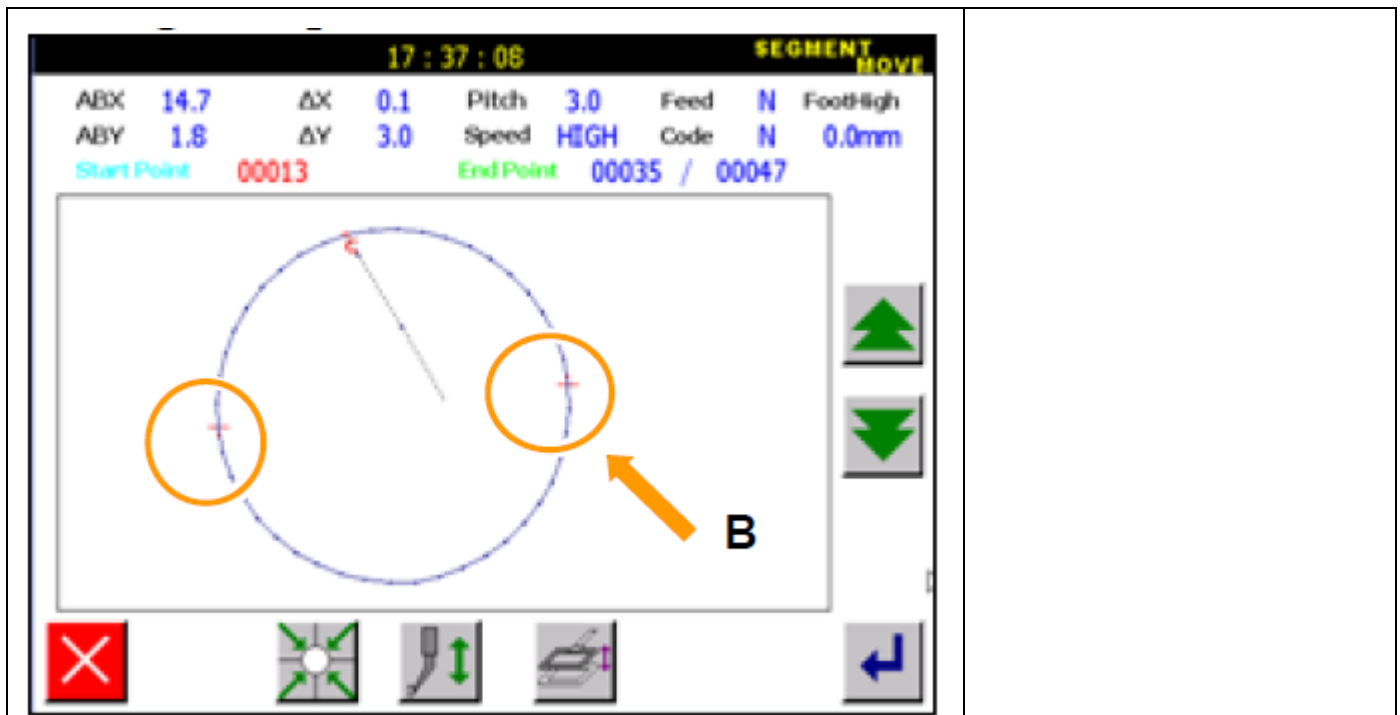 17 : 37 : 08
SEGMENT
MOVE
ABX 14.7 ΔX 0.1 Pitch 3.0 Feed N FootHigh
ABY 1.8 ΔY 3.0 Speed HIGH Code N 0.0mm
Start Point 00013 End Point 00035 / 00047
B